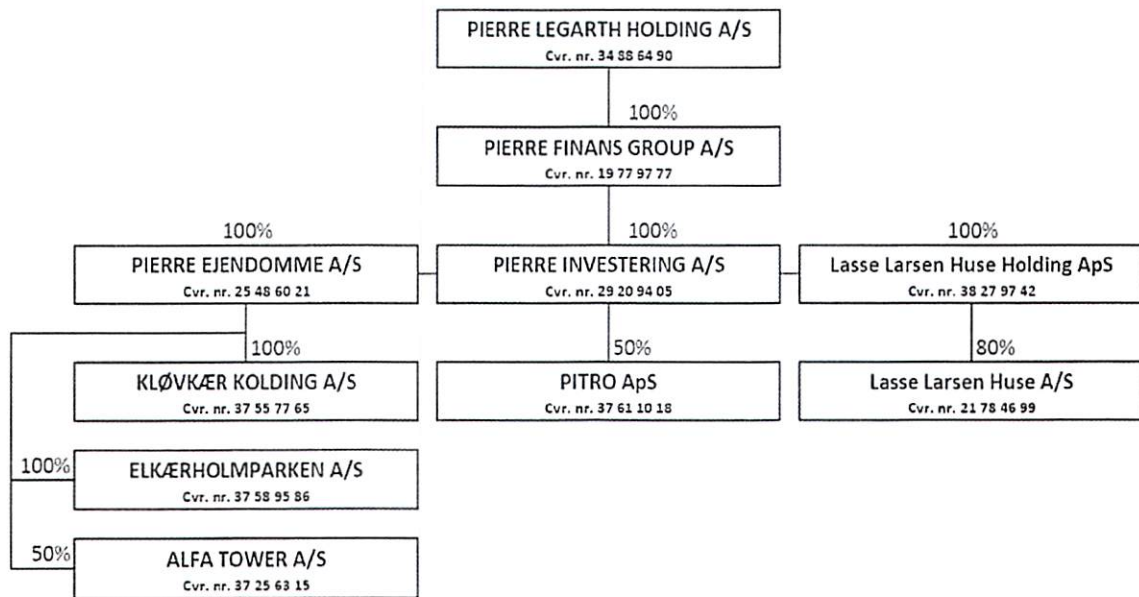 PIERRE LEGARTH HOLDING A/S
Cvr. nr. 34 88 64 90
100%
PIERRE FINANS GROUP A/S
Cvr. nr. 19 77 97 77
100%
100%
100%
PIERRE EJENDOMME A/S
Cvr. nr. 25 48 60 21
PIERRE INVESTERING A/S
Cvr. nr. 29 20 94 05
Lasse Larsen Huse Holding ApS
Cvr. nr. 38 27 97 42
100%
50%
80%
KLØVKÆR KOLDING A/S
Cvr. nr. 37 55 77 65
PITRO ApS
Cvr. nr. 37 61 10 18
Lasse Larsen Huse A/S
Cvr. nr. 21 78 46 99
100%
ELKÆRHOLMPARKEN A/S
Cvr. nr. 37 58 95 86
50%
ALFA TOWER A/S
Cvr. nr. 37 25 63 15